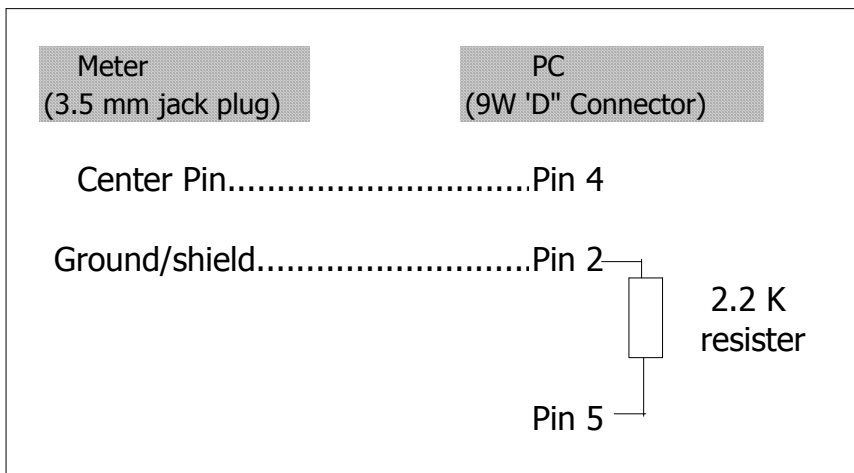 Meter
(3.5 mm jack plug)
PC
(9W 'D" Connector)
Center Pin..............................Pin 4
Ground/shield...........................Pin 2
2.2 K
resister
Pin 5